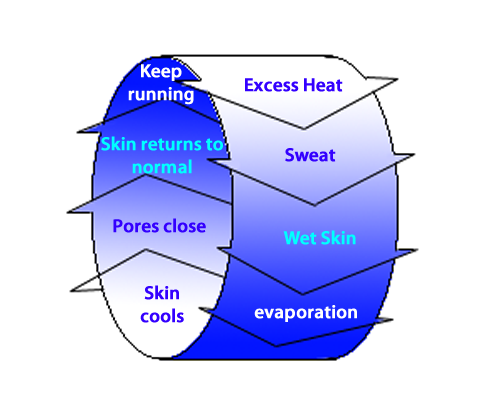 Keep
running
Excess Heat
Skin returns to
normal
Sweat
Pores close
Wet Skin
Skin
cools
evaporation